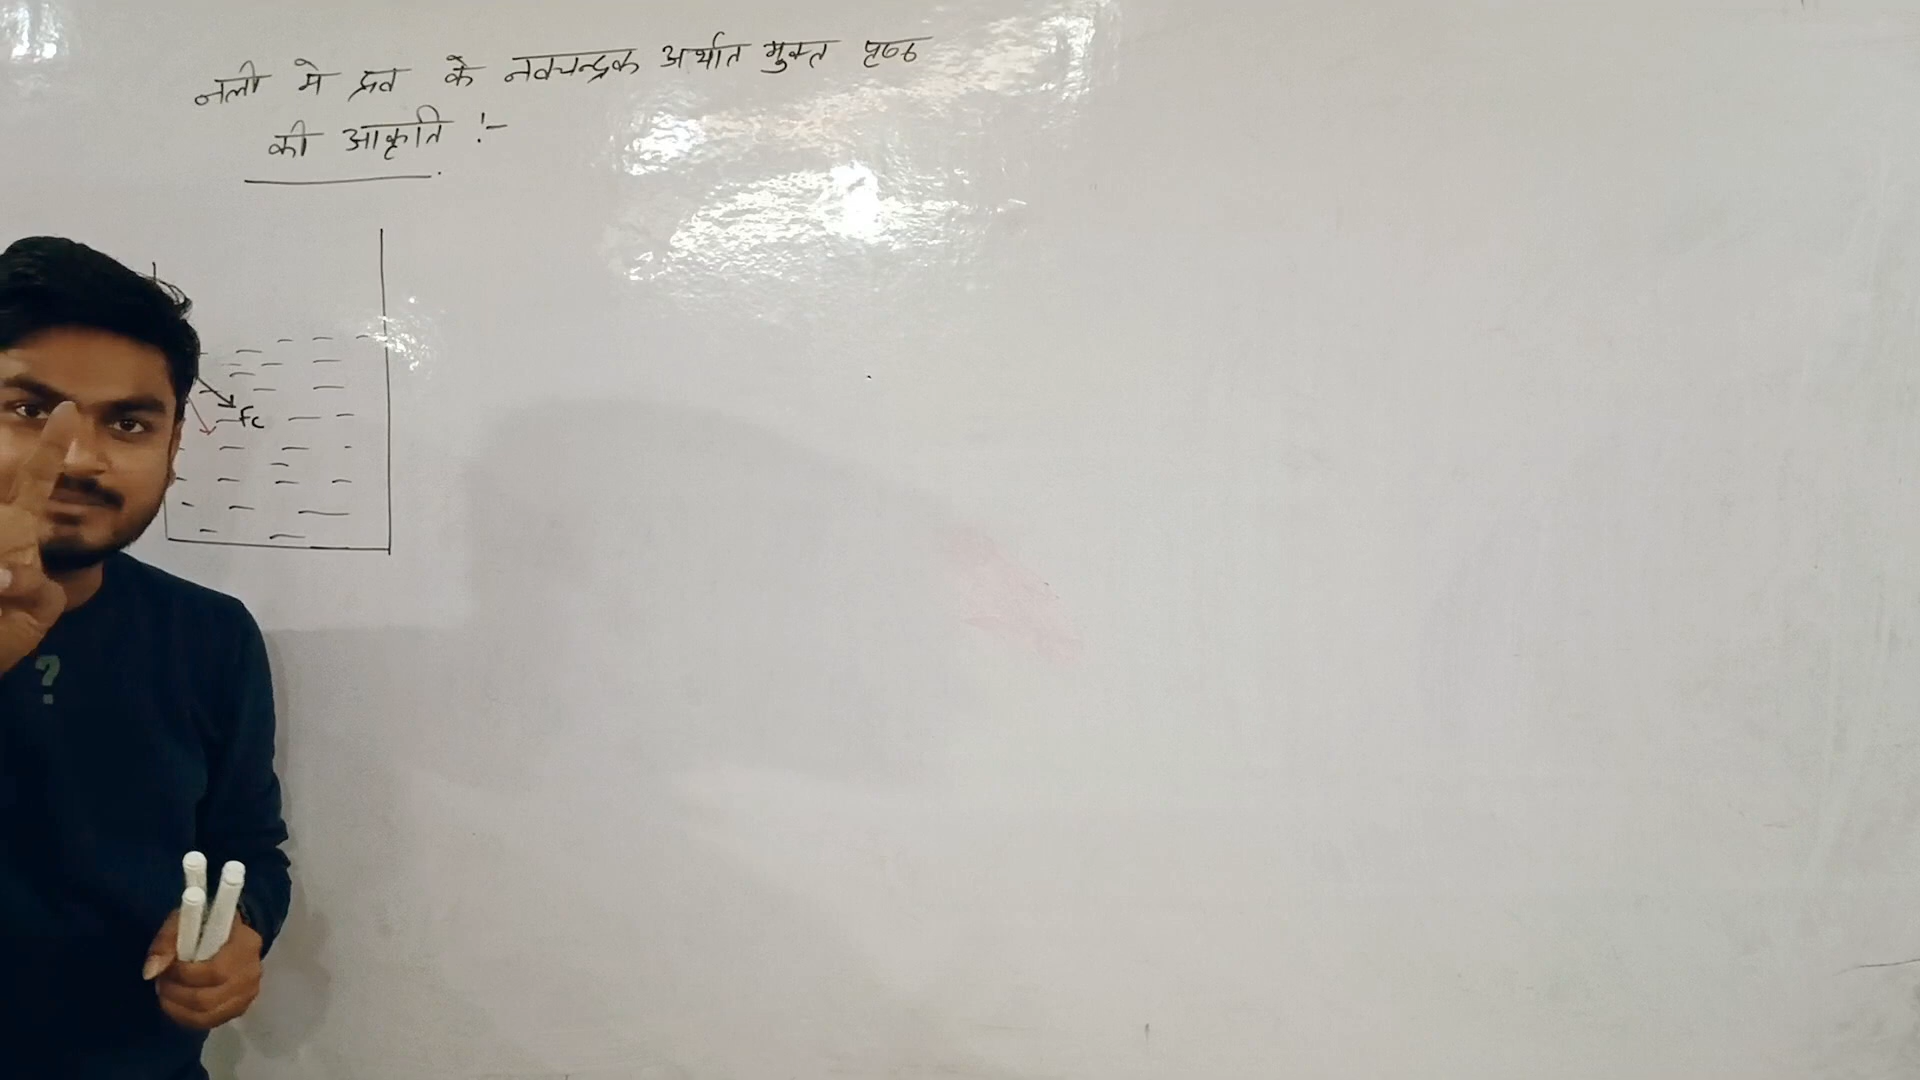 नली मे द्रव के नवचन्द्रक अर्थात मुक्त पृष्ठ
की आकृति :-
Fc
?